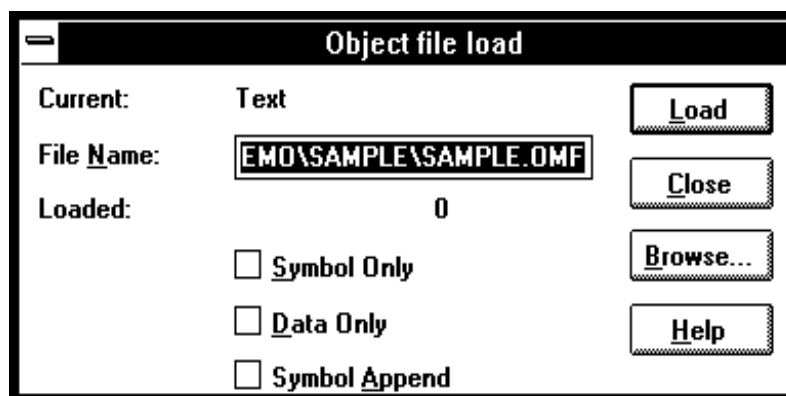 Object file load
Current: Text
Load
File Name: EMO\SAMPLE\SAMPLE.OMF
Close
Loaded: 0
Browse...
Symbol Only
Data Only
Help
Symbol Append